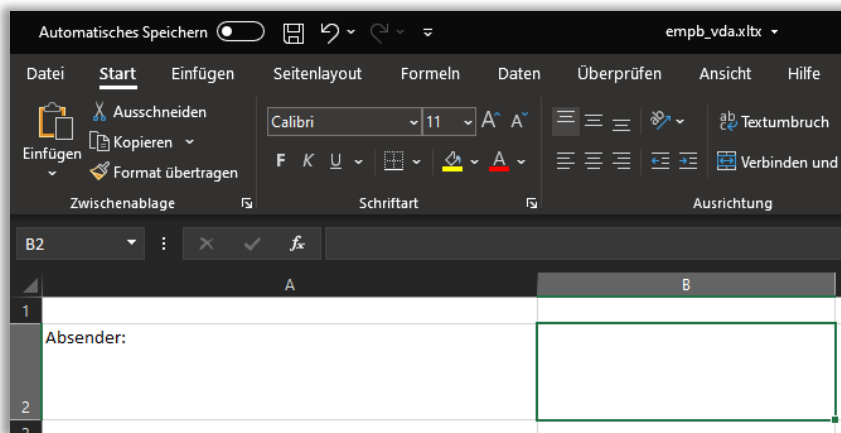 Automatisches Speichern
empb_vda.xltx
Datei Start Einfügen Seitenlayout Formeln Daten Überprüfen Ansicht Hilfe
Einfügen
Ausschneiden
Kopieren
Format übertragen
Zwischenablage
Calibri 11 A A
F K U A
Schriftart
ab Textumbruch
Verbinden und
Ausrichtung
B2 fx
A B
1
Absender:
2